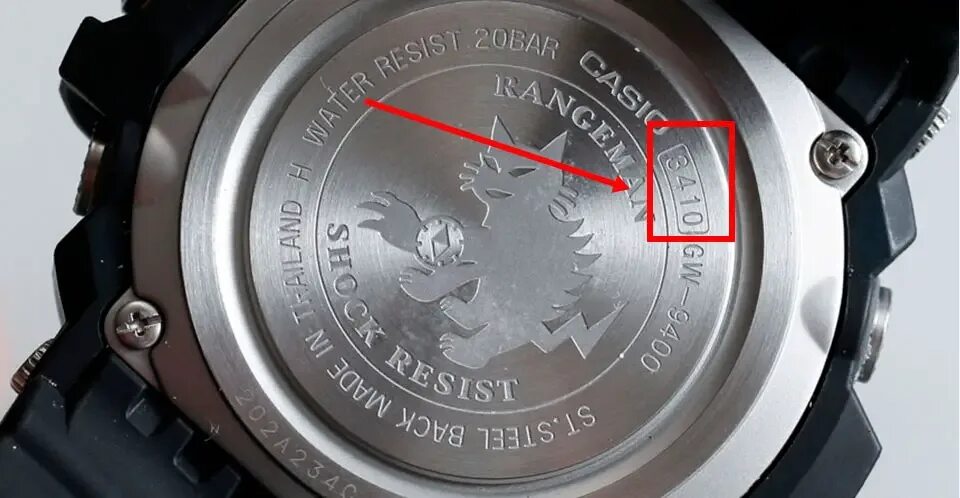 WATER RESIST 20BAR
CASIO 3410 GW-9400
ST.STEEL BACK MADE IN THAILAND H
RANGEMAN
SHOCK RESIST
202A234C